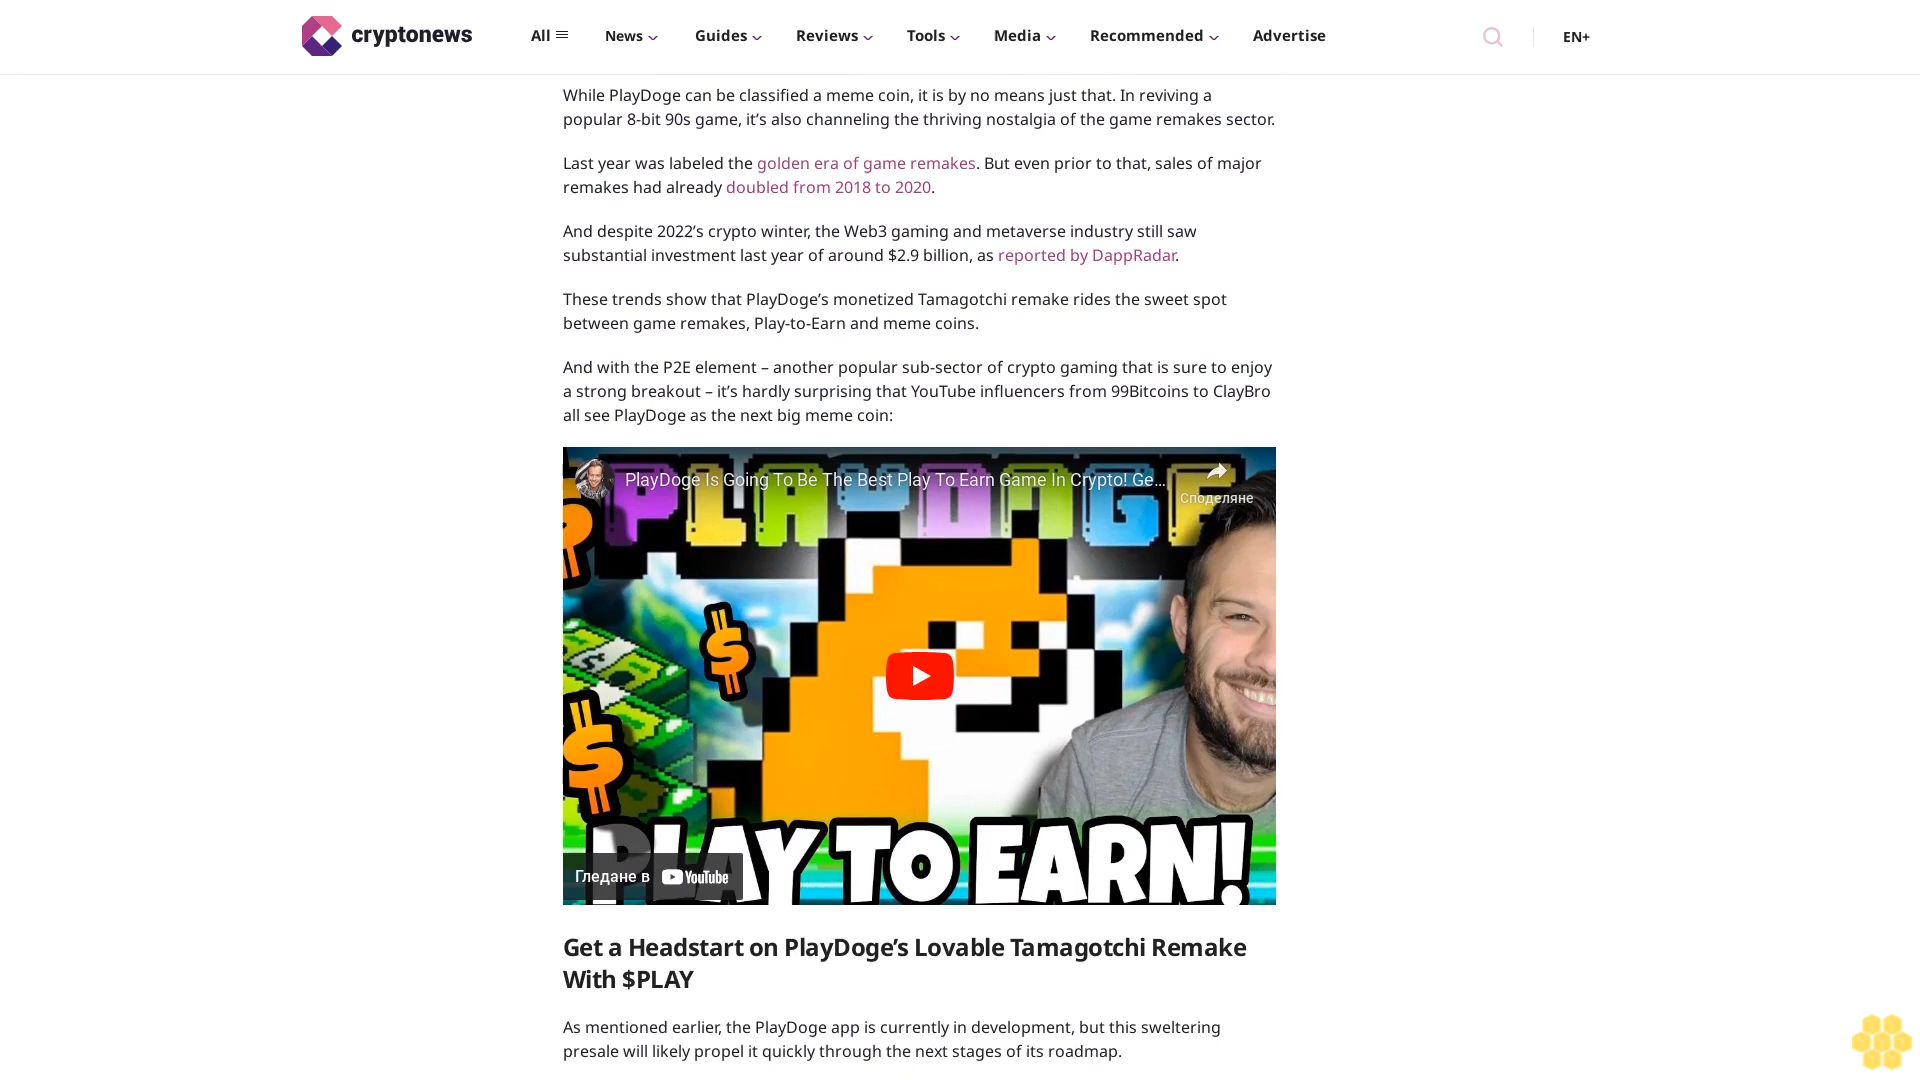 cryptonews
All
News
Guides
Reviews
Tools
Media
Recommended
Advertise
EN+
While PlayDoge can be classified a meme coin, it is by no means just that. In reviving a
popular 8-bit 90s game, it’s also channeling the thriving nostalgia of the game remakes sector.
Last year was labeled the golden era of game remakes. But even prior to that, sales of major
remakes had already doubled from 2018 to 2020.
And despite 2022’s crypto winter, the Web3 gaming and metaverse industry still saw
substantial investment last year of around $2.9 billion, as reported by DappRadar.
These trends show that PlayDoge’s monetized Tamagotchi remake rides the sweet spot
between game remakes, Play-to-Earn and meme coins.
And with the P2E element – another popular sub-sector of crypto gaming that is sure to enjoy
a strong breakout – it’s hardly surprising that YouTube influencers from 99Bitcoins to ClayBro
all see PlayDoge as the next big meme coin:
PLAYDOGE
PlayDoge Is Going To Be The Best Play To Earn Game In Crypto! Ge...
Споделяне
PLAY TO EARN!
Гледане в YouTube
Get a Headstart on PlayDoge’s Lovable Tamagotchi Remake
With $PLAY
As mentioned earlier, the PlayDoge app is currently in development, but this sweltering
presale will likely propel it quickly through the next stages of its roadmap.